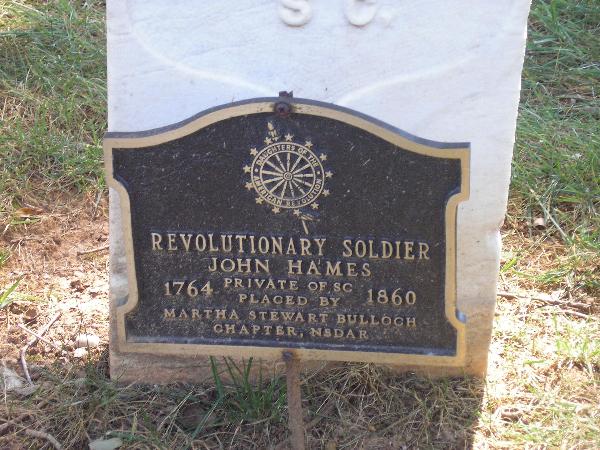 S C.
DAUGHTERS OF THE
AMERICAN REVOLUTION
REVOLUTIONARY SOLDIER
JOHN HAMES
1764 PRIVATE OF SC 1860
PLACED BY
MARTHA STEWART BULLOCH
CHAPTER, NSDAR